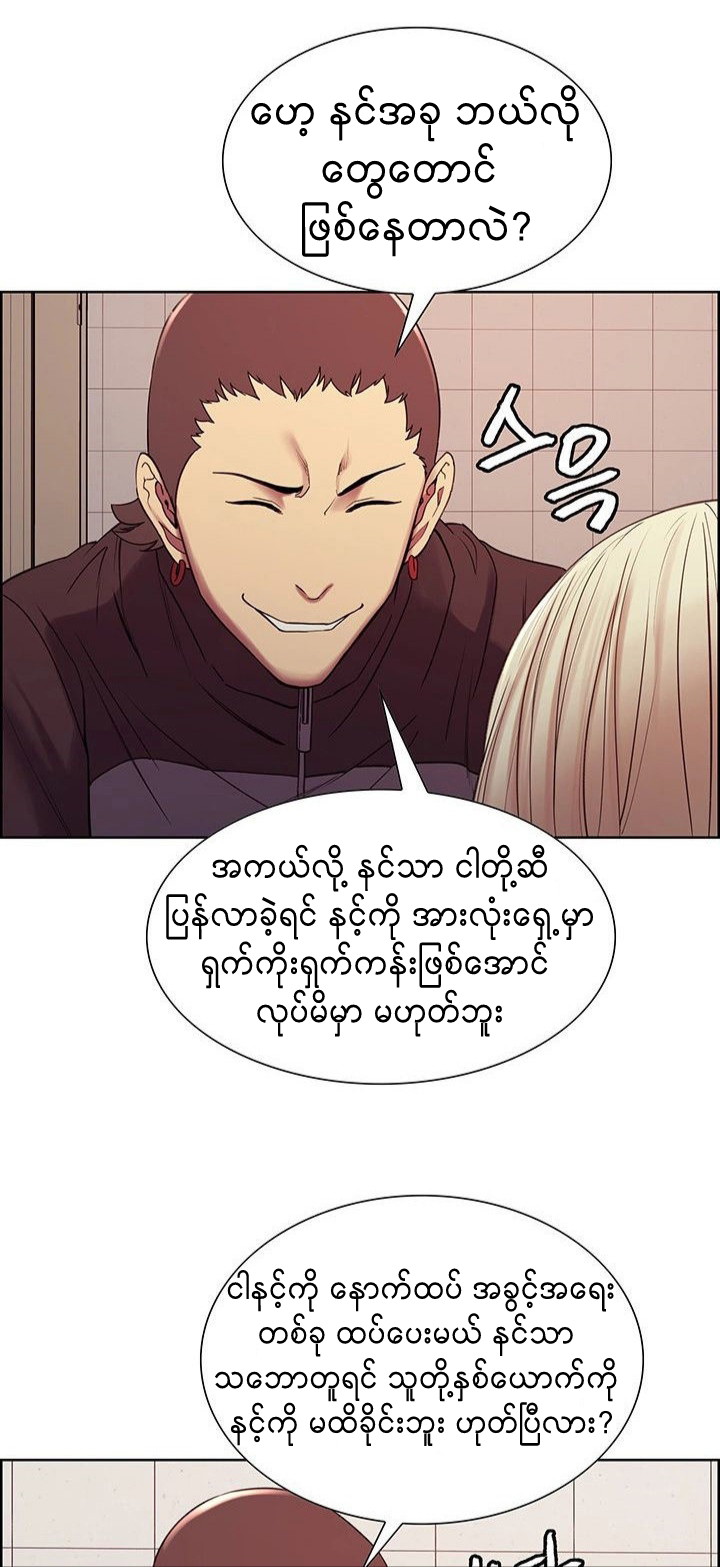 ဟေ့ နင်အခု ဘယ်လို
တွေတောင်
ဖြစ်နေတာလဲ?
스윽
အကယ်လို့ နင်သာ ငါတို့ဆီ
ပြန်လာခဲ့ရင် နင့်ကို အားလုံးရှေ့မှာ
ရှက်ကိုးရှက်ကန်းဖြစ်အောင်
လုပ်မိမှာ မဟုတ်ဘူး
ငါနင့်ကို နောက်ထပ် အခွင့်အရေး
တစ်ခု ထပ်ပေးမယ် နင်သာ
သဘောတူရင် သူတို့နှစ်ယောက်ကို
နင့်ကို မထိခိုင်းဘူး ဟုတ်ပြီလား?